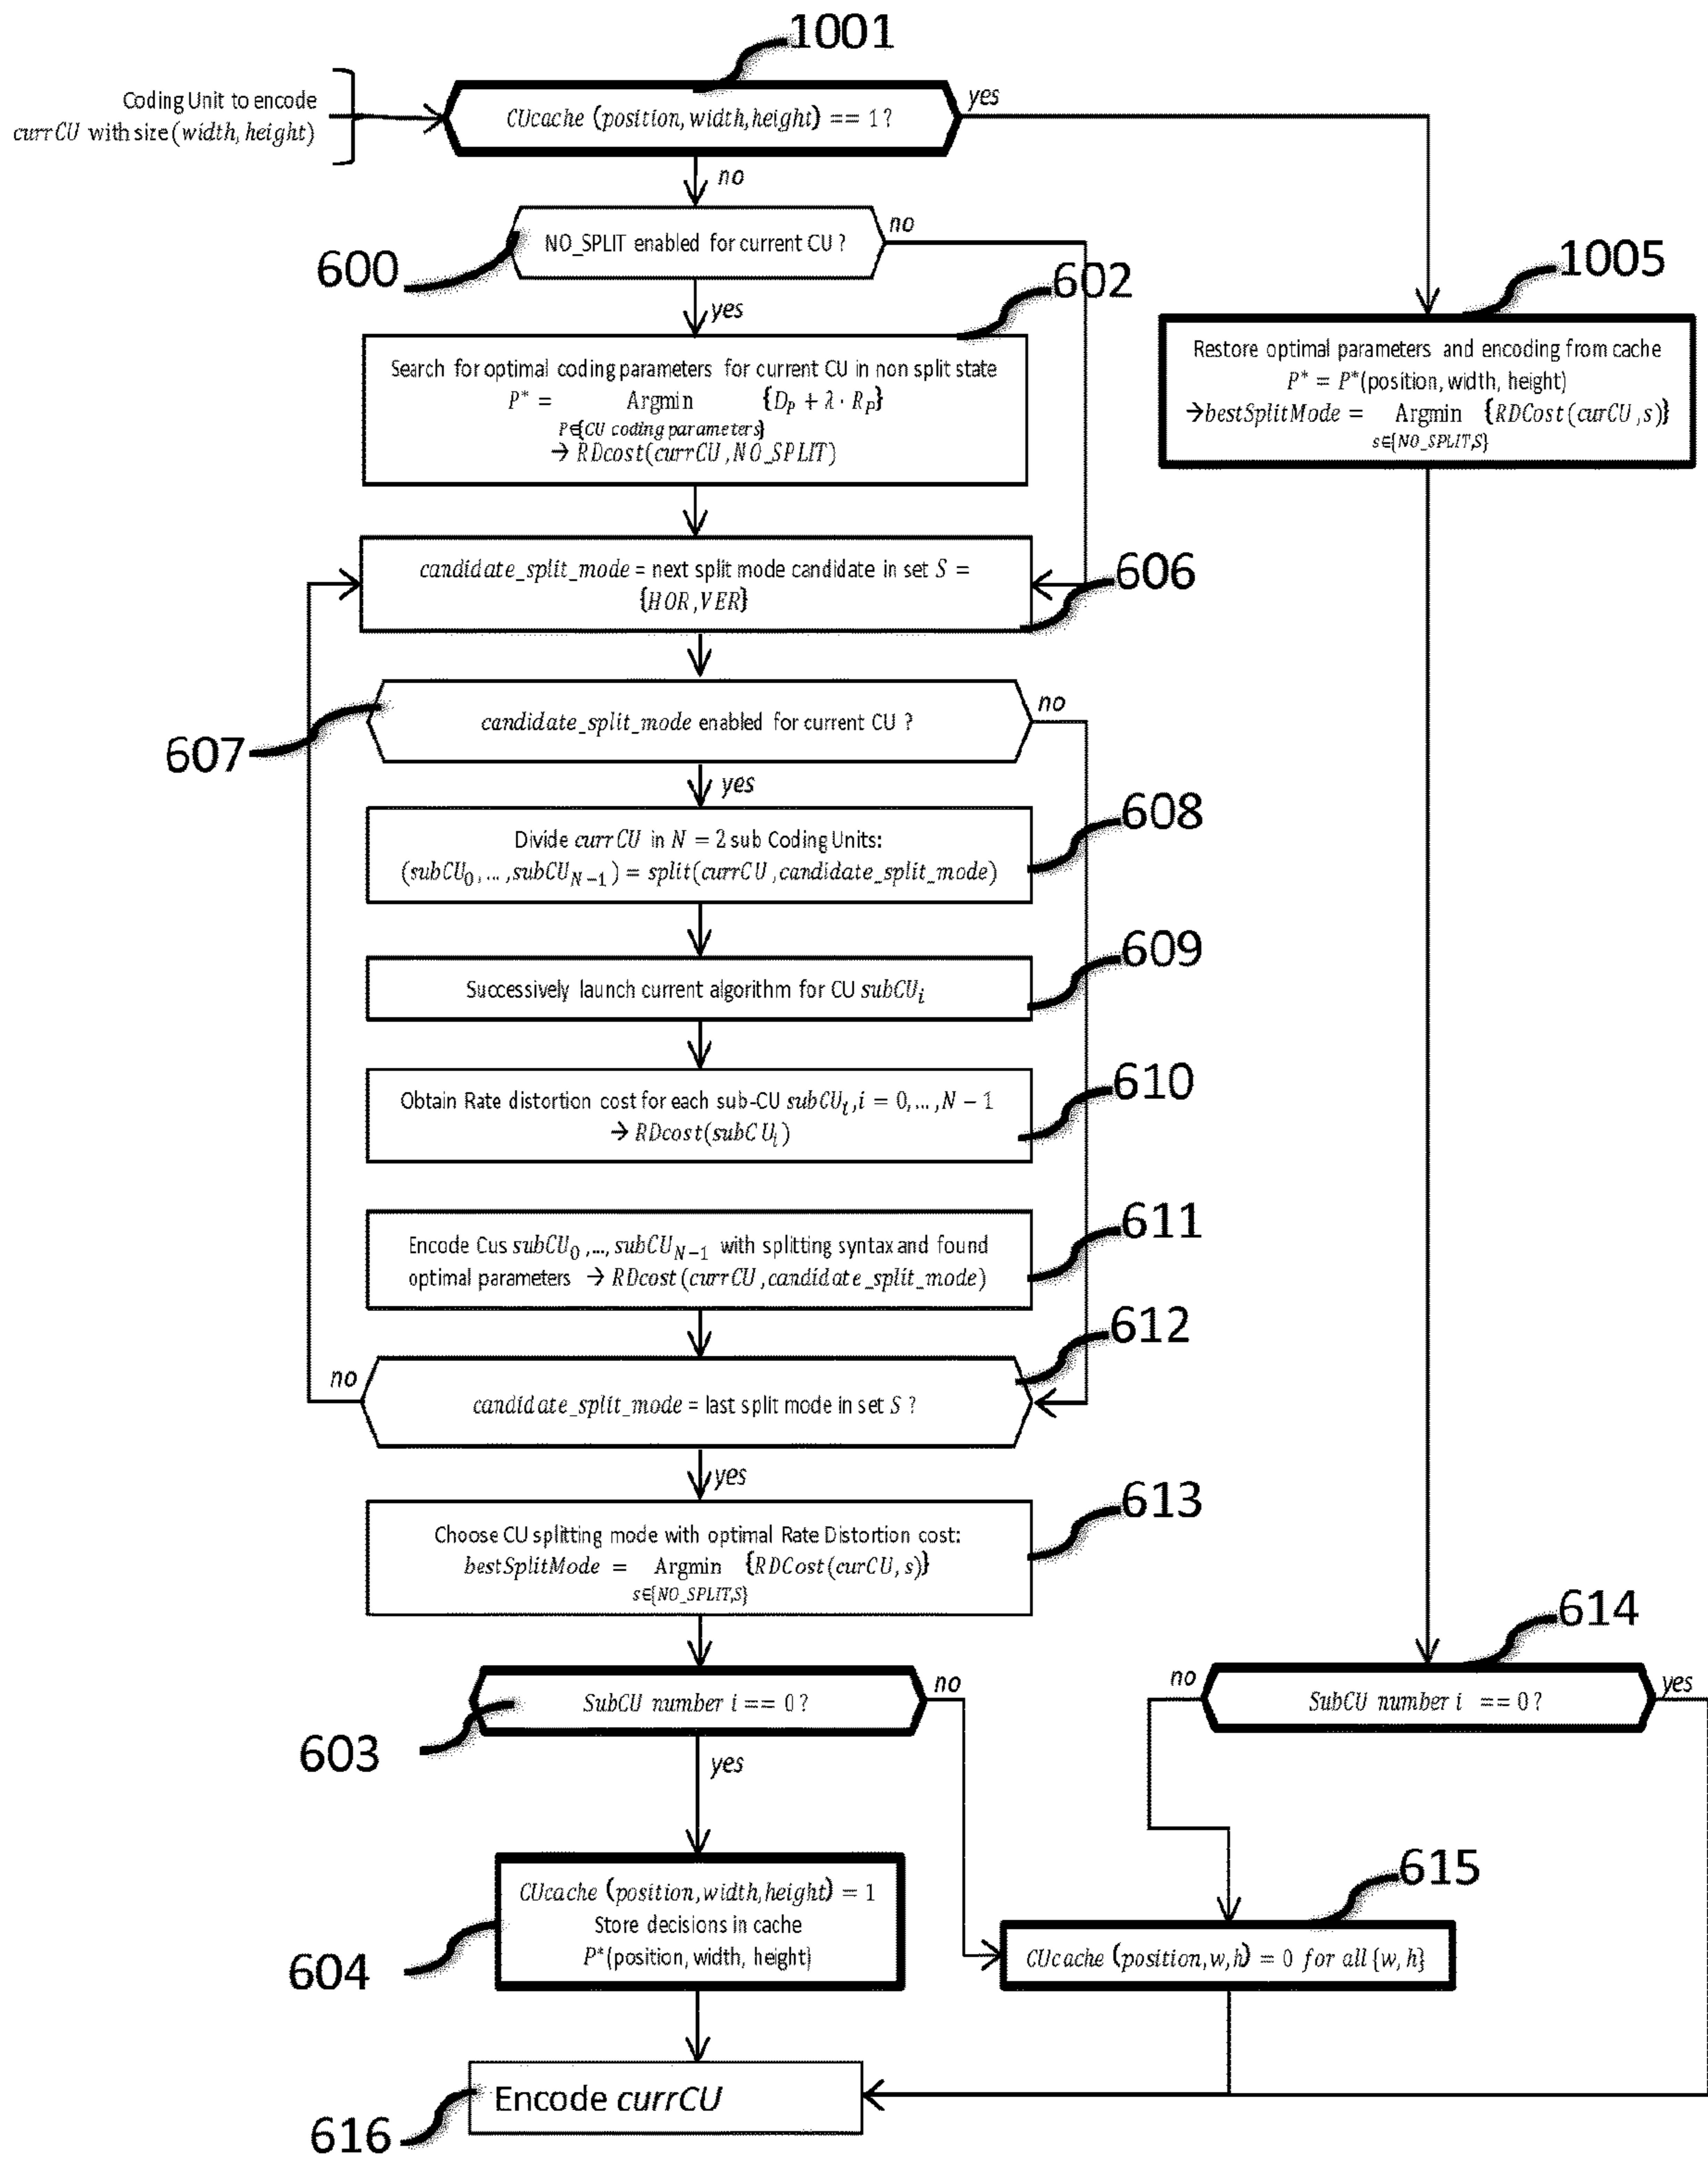 1001
Coding Unit to encode
currCU with size(width, height)
CUcache (position, width, height) == 1 ?
yes
no
NO_SPLIT enabled for current CU ?
no
600
602
1005
yes
Search for optimal coding parameters for current CU in non split state
P* = Argmin {D_P + λ · R_P}
P∈{CU coding parameters}
→ RDcost(currCU, NO_SPLIT)
Restore optimal parameters and encoding from cache
P* = P*(position, width, height)
→bestSplitMode = Argmin {RDCost(curCU, s)}
s∈{NO_SPLIT,S}
candidate_split_mode = next split mode candidate in set S =
{HOR, VER}
606
candidate_split_mode enabled for current CU ?
no
607
yes
608
Divide currCU in N = 2 sub Coding Units:
(subCU_0, ..., subCU_{N−1}) = split(currCU, candidate_split_mode)
609
Successively launch current algorithm for CU subCU_i
610
Obtain Rate distortion cost for each sub-CU subCU_i, i = 0, ..., N − 1
→ RDcost(subCU_i)
611
Encode Cus subCU_0, ..., subCU_{N−1} with splitting syntax and found
optimal parameters → RDcost(currCU, candidate_split_mode)
612
no
candidate_split_mode = last split mode in set S ?
yes
613
Choose CU splitting mode with optimal Rate Distortion cost:
bestSplitMode = Argmin {RDCost(curCU, s)}
s∈{NO_SPLIT,S}
614
SubCU number i == 0 ?
no
no
SubCU number i == 0 ?
yes
603
yes
615
CUcache (position, width, height) = 1
Store decisions in cache
P*(position, width, height)
604
CUcache (position, w, h) = 0 for all {w, h}
Encode currCU
616